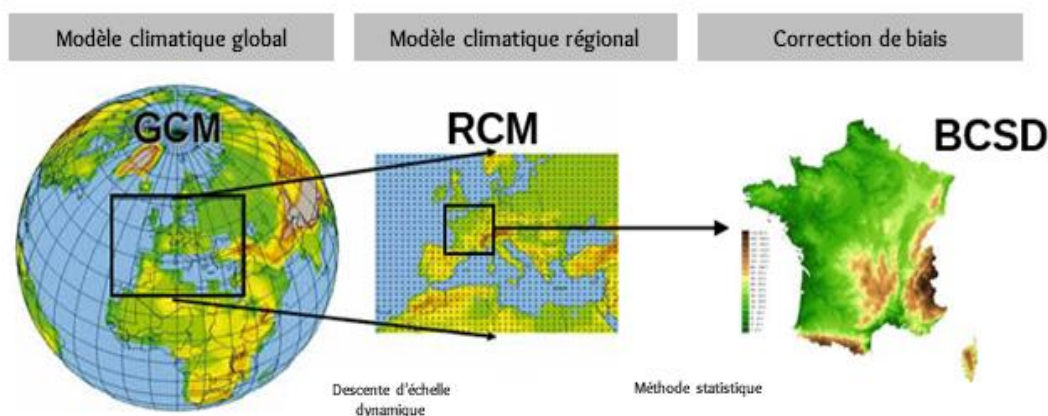 Modèle climatique global
Modèle climatique régional
Correction de biais
GCM
RCM
BCSD
Descente d'échelle
dynamique
Méthode statistique